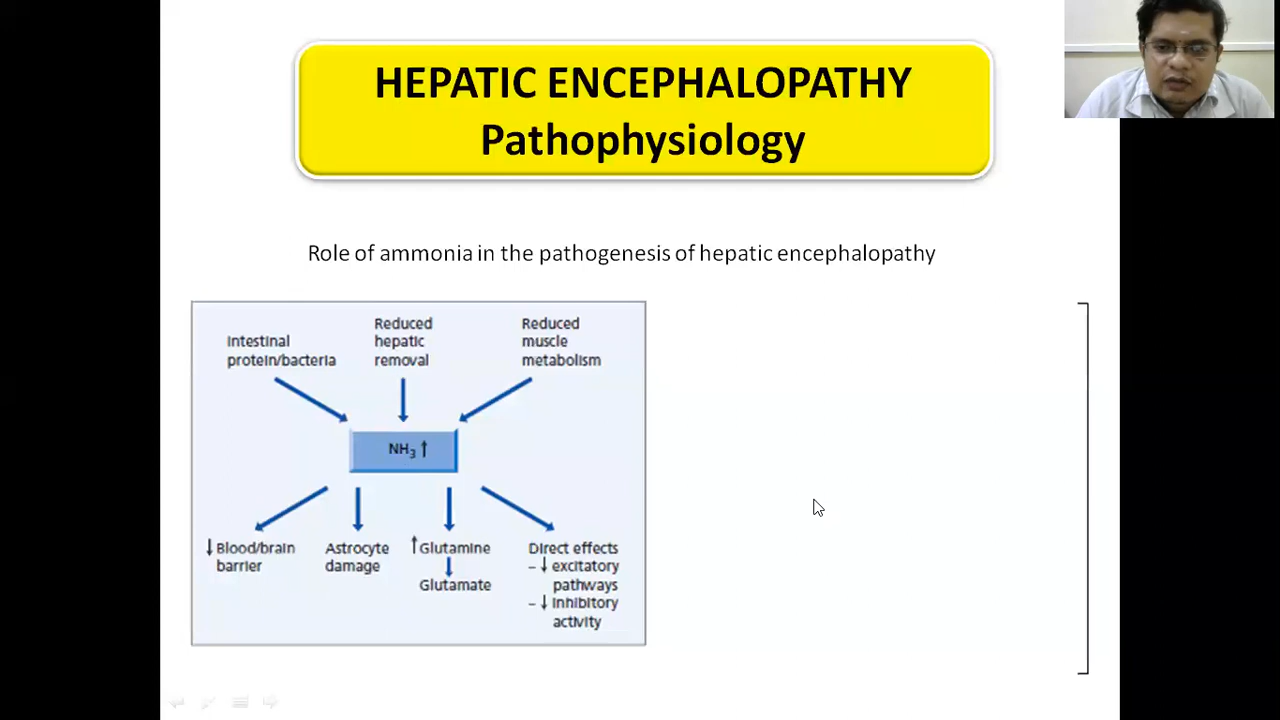 HEPATIC ENCEPHALOPATHY
Pathophysiology
Role of ammonia in the pathogenesis of hepatic encephalopathy
Intestinal
protein/bacteria
Reduced
hepatic
removal
Reduced
muscle
metabolism
NH₃ ↑
↓ Blood/brain
barrier
Astrocyte
damage
↑ Glutamine
↓
Glutamate
Direct effects
– ↓ excitatory
pathways
– ↓ inhibitory
activity